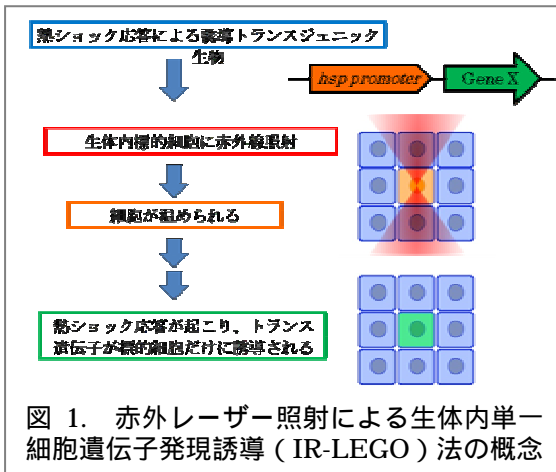 熱ショック応答による誘導トランスジェニック
生物
hsp promoter
Gene X
生体内標的細胞に赤外線照射
細胞が温められる
熱ショック応答が起こり、トランス
遺伝子が標的細胞だけに誘導される
図 1. 赤外レーザー照射による生体内単一
細胞遺伝子発現誘導（IR-LEGO）法の概念